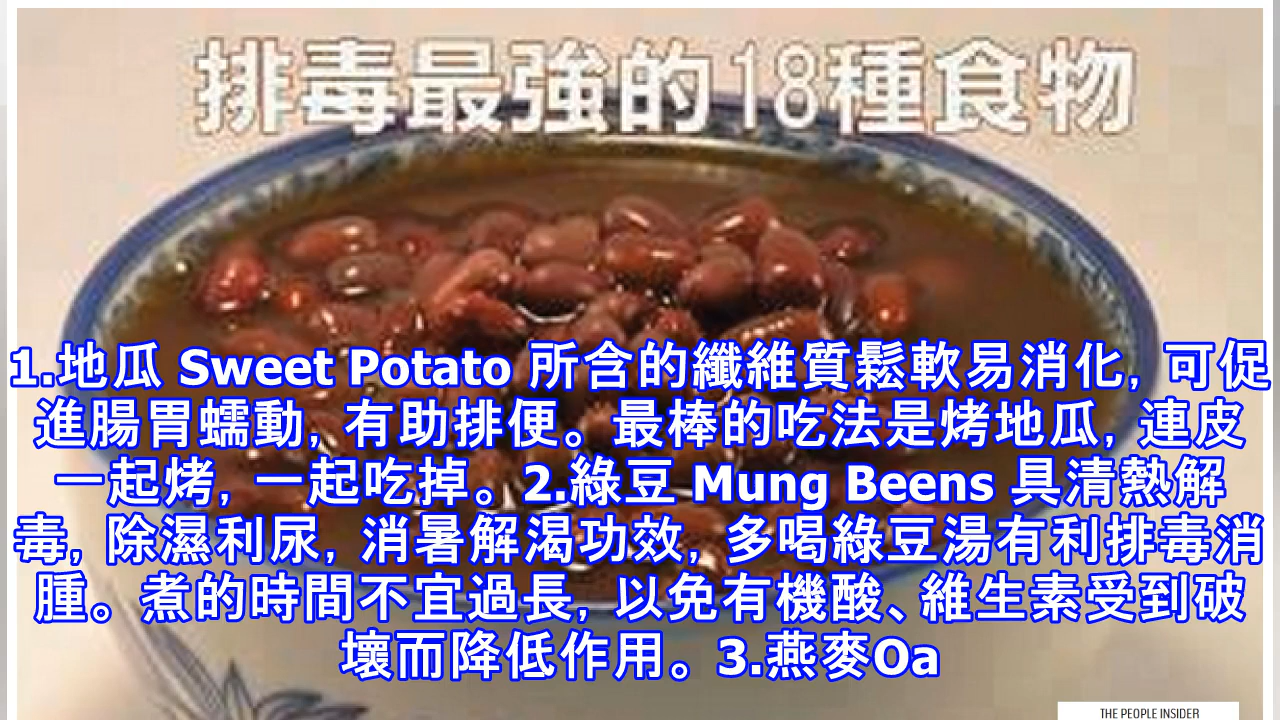 排毒最強的18種食物
1.地瓜 Sweet Potato 所含的纖維質鬆軟易消化, 可促
進腸胃蠕動, 有助排便。最棒的吃法是烤地瓜, 連皮
一起烤, 一起吃掉。2.綠豆 Mung Beens 具清熱解
毒, 除濕利尿, 消暑解渴功效, 多喝綠豆湯有利排毒消
腫。煮的時間不宜過長, 以免有機酸、維生素受到破
壞而降低作用。3.燕麥Oa
THE PEOPLE INSIDER